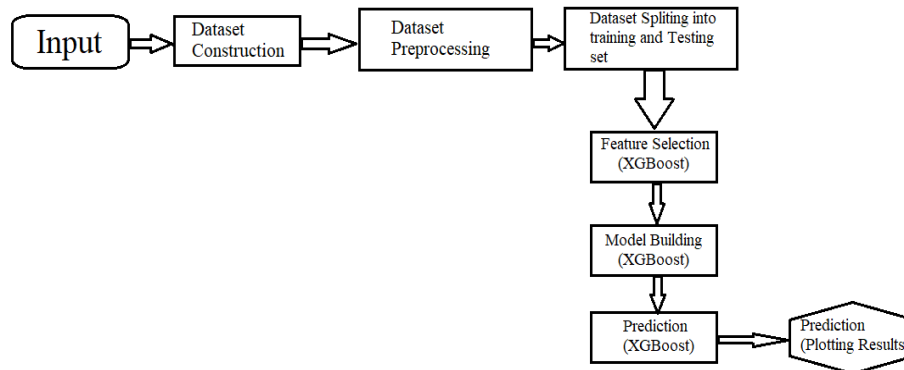 Input
Dataset
Construction
Dataset
Preprocessing
Dataset Spliting into
training and Testing
set
Feature Selection
(XGBoost)
Model Building
(XGBoost)
Prediction
(XGBoost)
Prediction
(Plotting Results